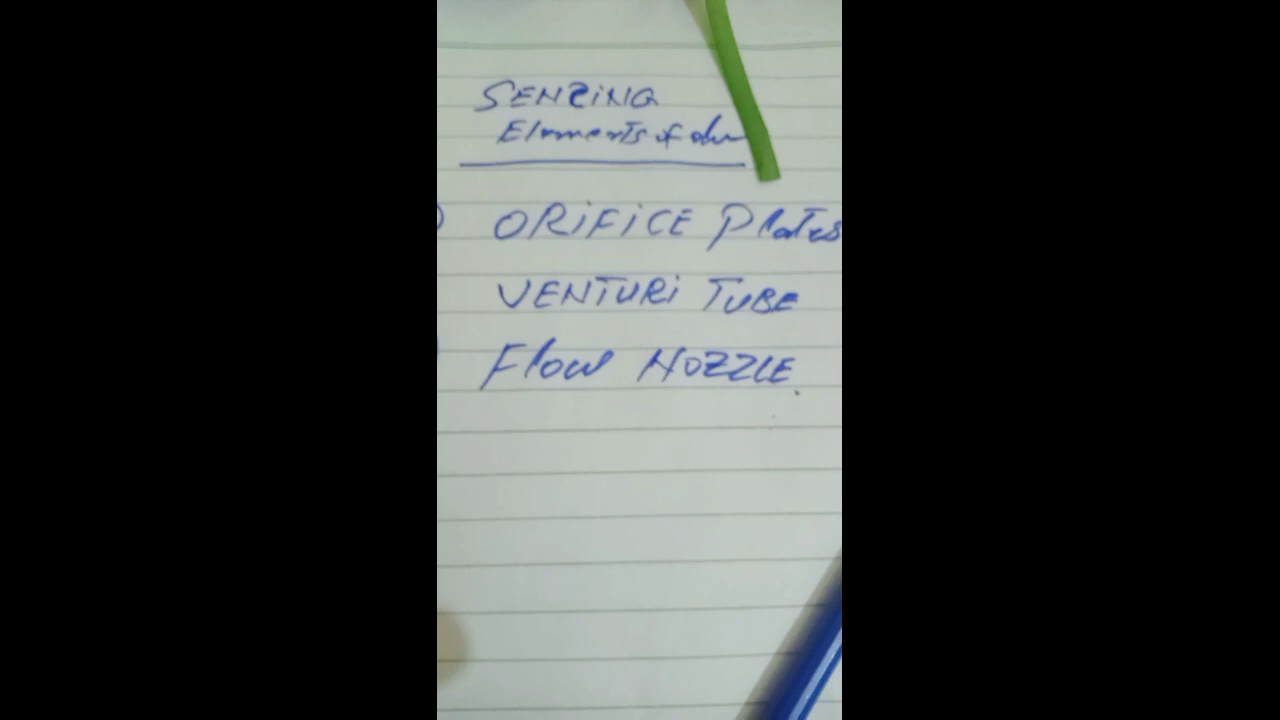 SENSING
Elements of
ORiFiCE Plates
VENTURi TUBE
Flow NOZZLE.